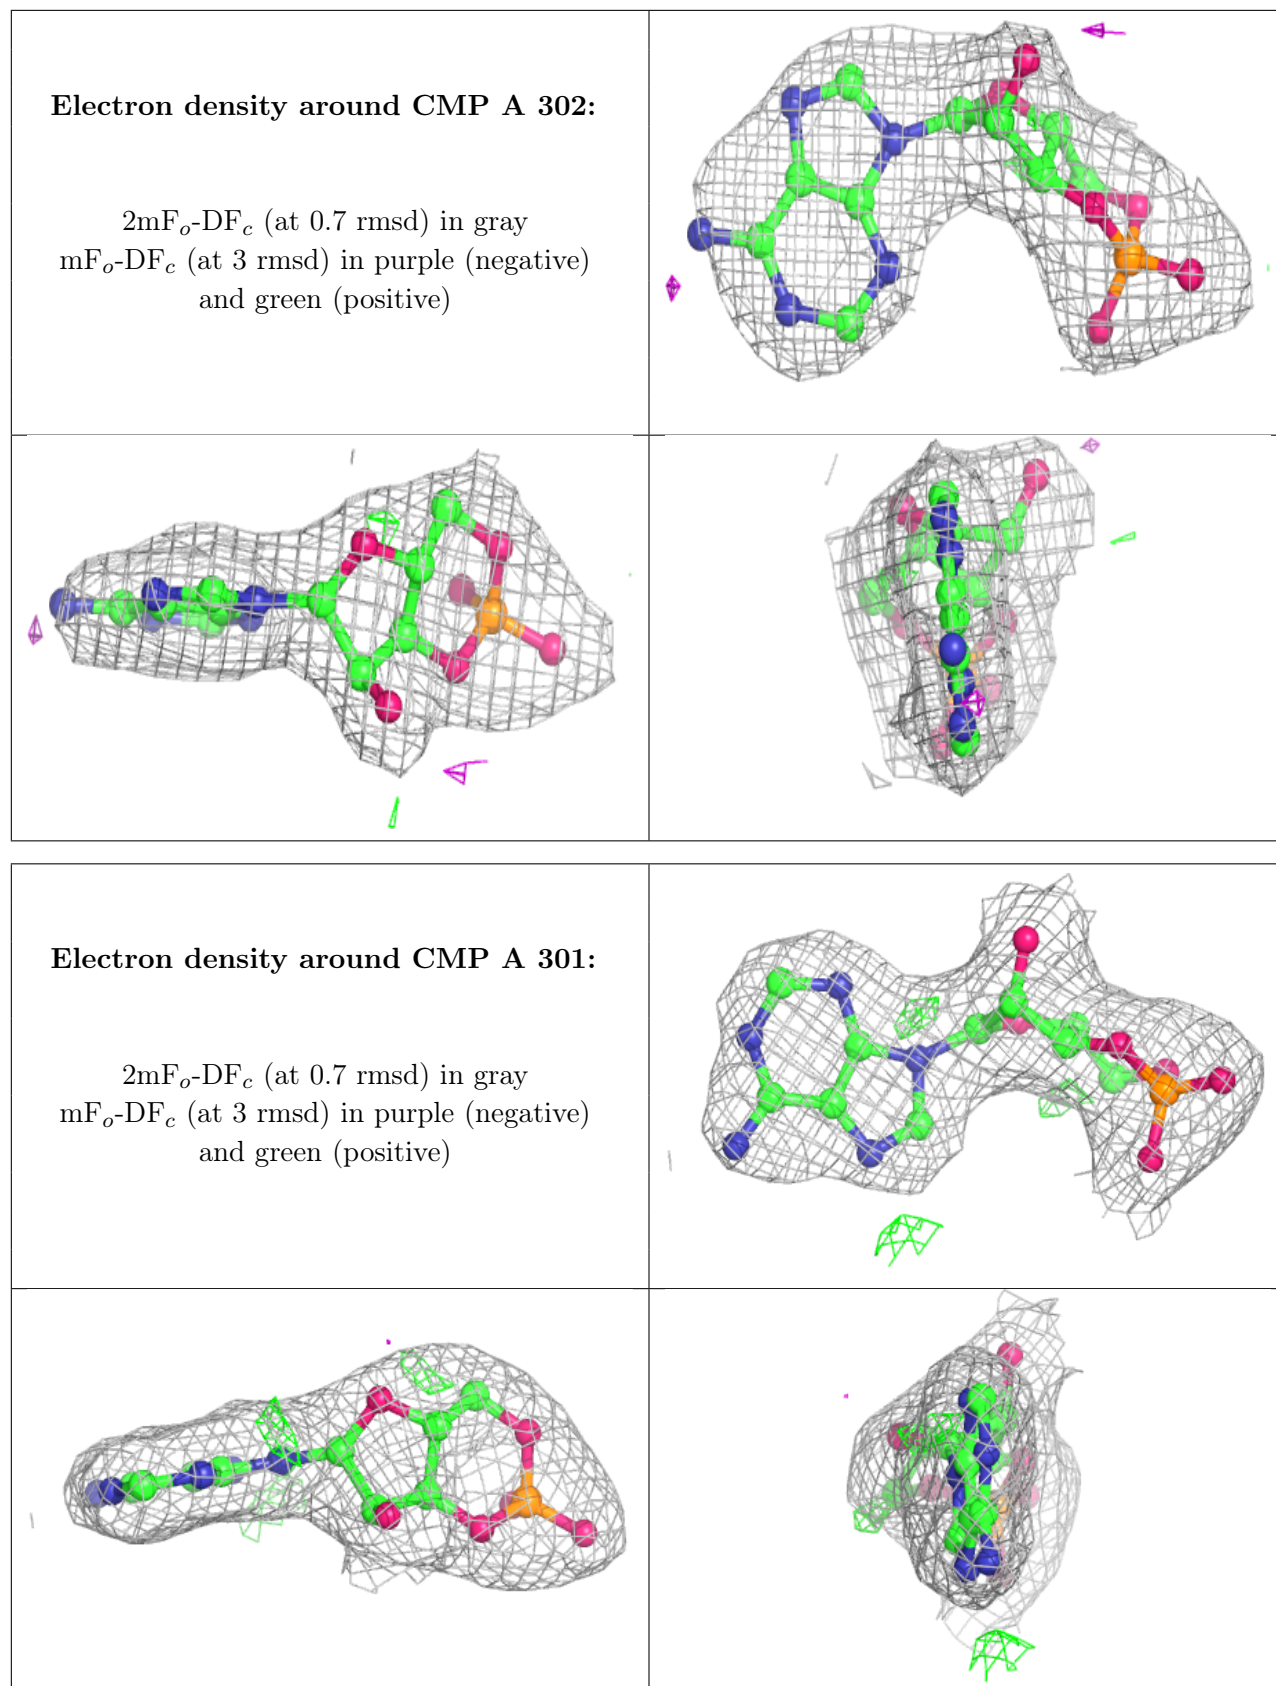 Electron density around CMP A 302:
2mFo-DFc (at 0.7 rmsd) in gray
mFo-DFc (at 3 rmsd) in purple (negative)
and green (positive)
Electron density around CMP A 301:
2mFo-DFc (at 0.7 rmsd) in gray
mFo-DFc (at 3 rmsd) in purple (negative)
and green (positive)